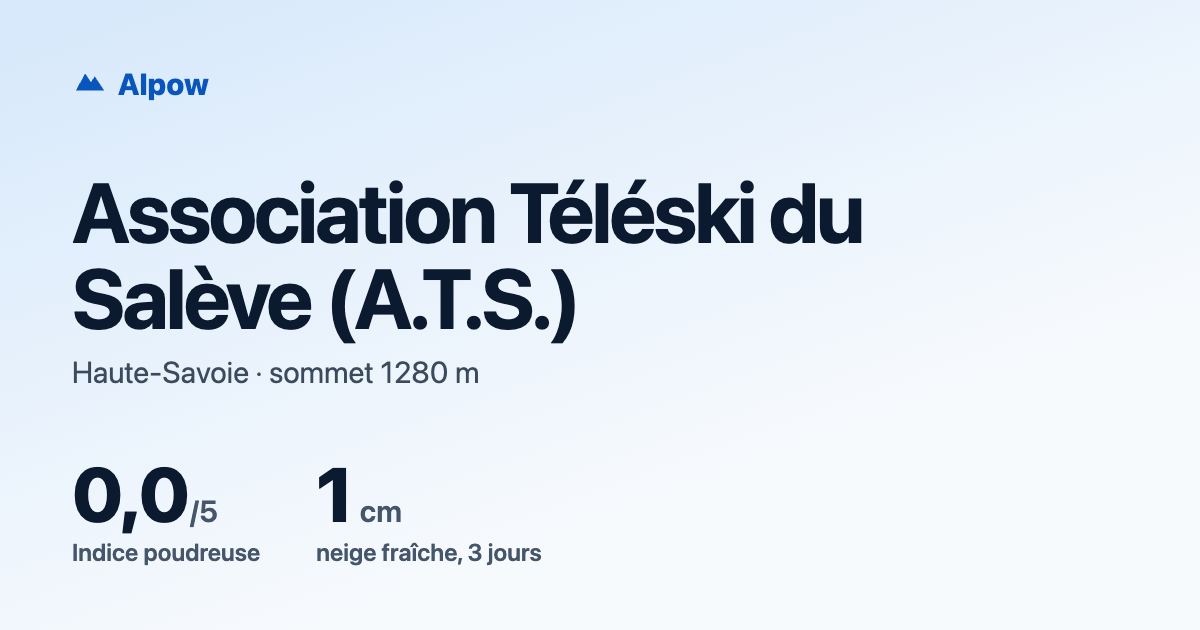 Alpow
Association Téléski du
Salève (A.T.S.)
Haute-Savoie · sommet 1280 m
0,0/5
Indice poudreuse
1 cm
neige fraîche, 3 jours